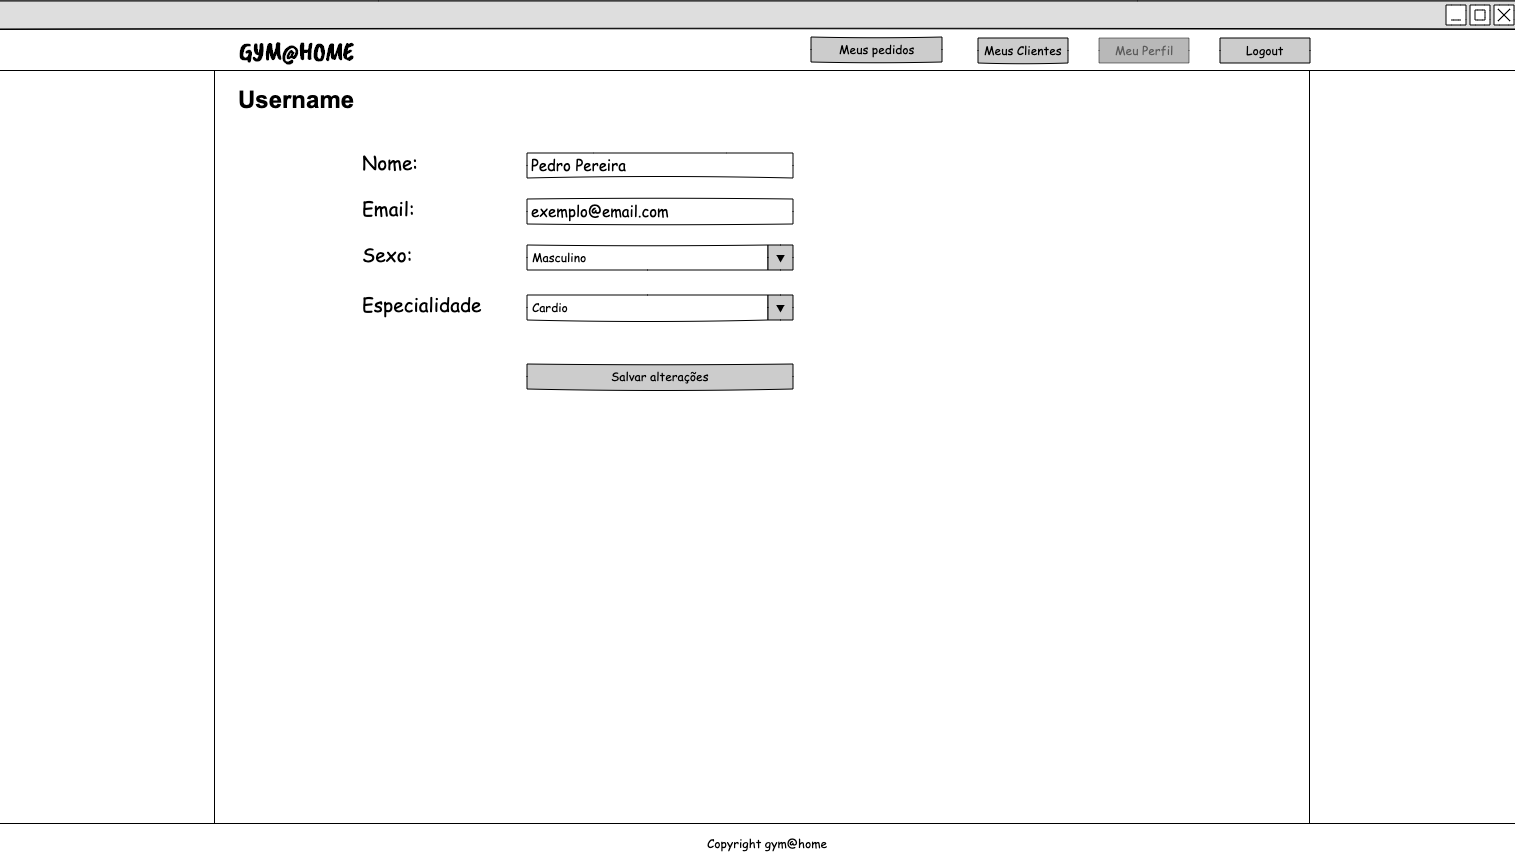 GYM@HOME
Meus pedidos
Meus Clientes
Meu Perfil
Logout
Username
Nome:
Pedro Pereira
Email:
exemplo@email.com
Sexo:
Masculino
Especialidade
Cardio
Salvar alterações
Copyright gym@home